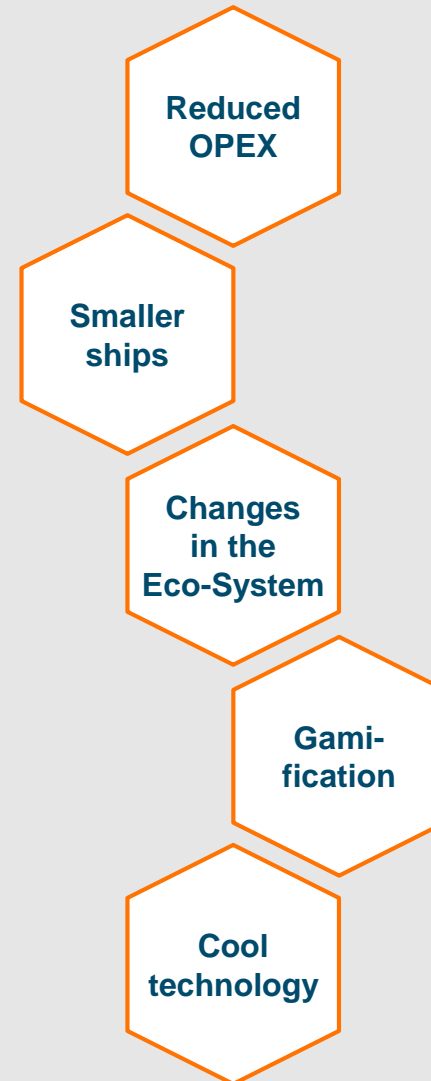 Reduced
OPEX
Smaller
ships
Changes
in the
Eco-System
Gami-
fication
Cool
technology